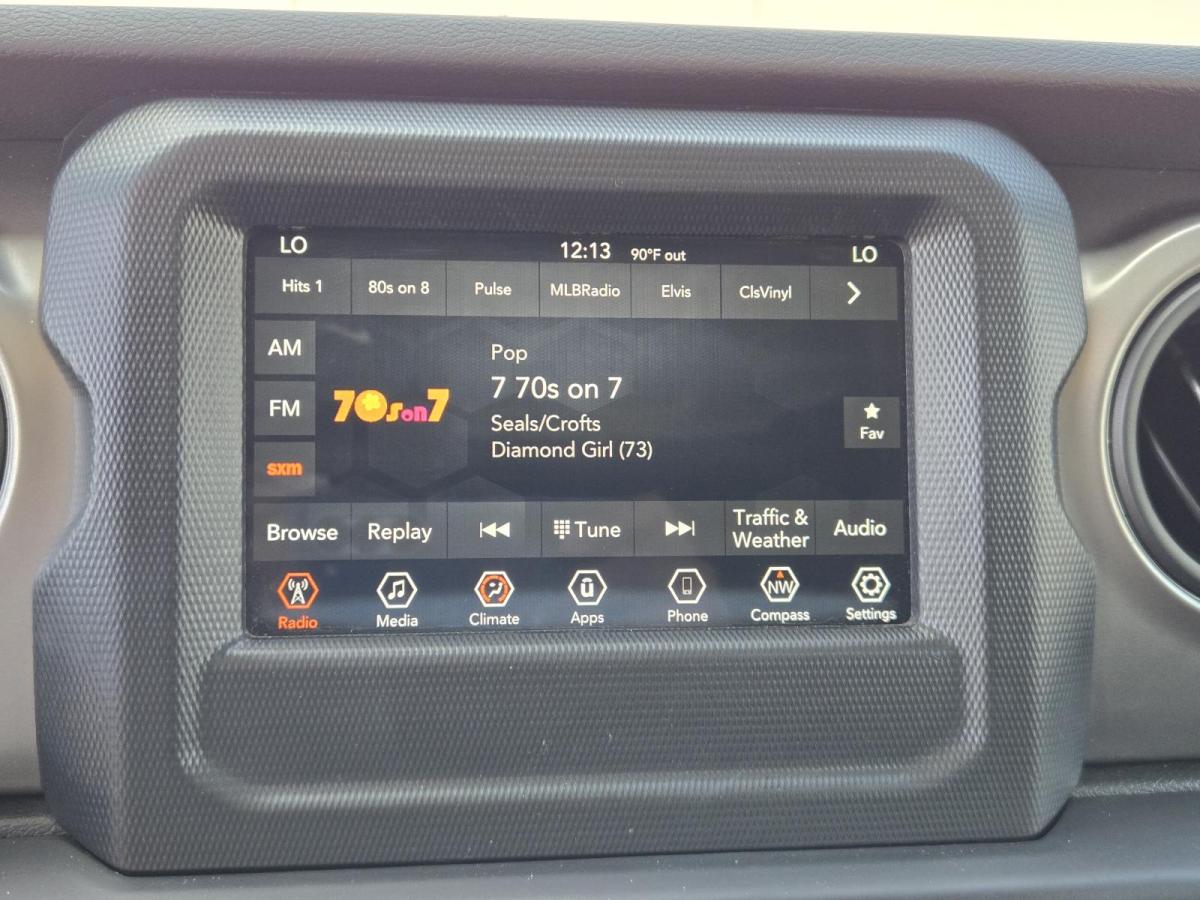 LO 12:13 90°F out LO
Hits 1 80s on 8 Pulse MLBRadio Elvis ClsVinyl
AM
FM
sxm
70s on 7
Pop
7 70s on 7
Seals/Crofts
Diamond Girl (73)
Fav
Browse Replay Tune Traffic & Weather Audio
ū
NW
Radio Media Climate Apps Phone Compass Settings